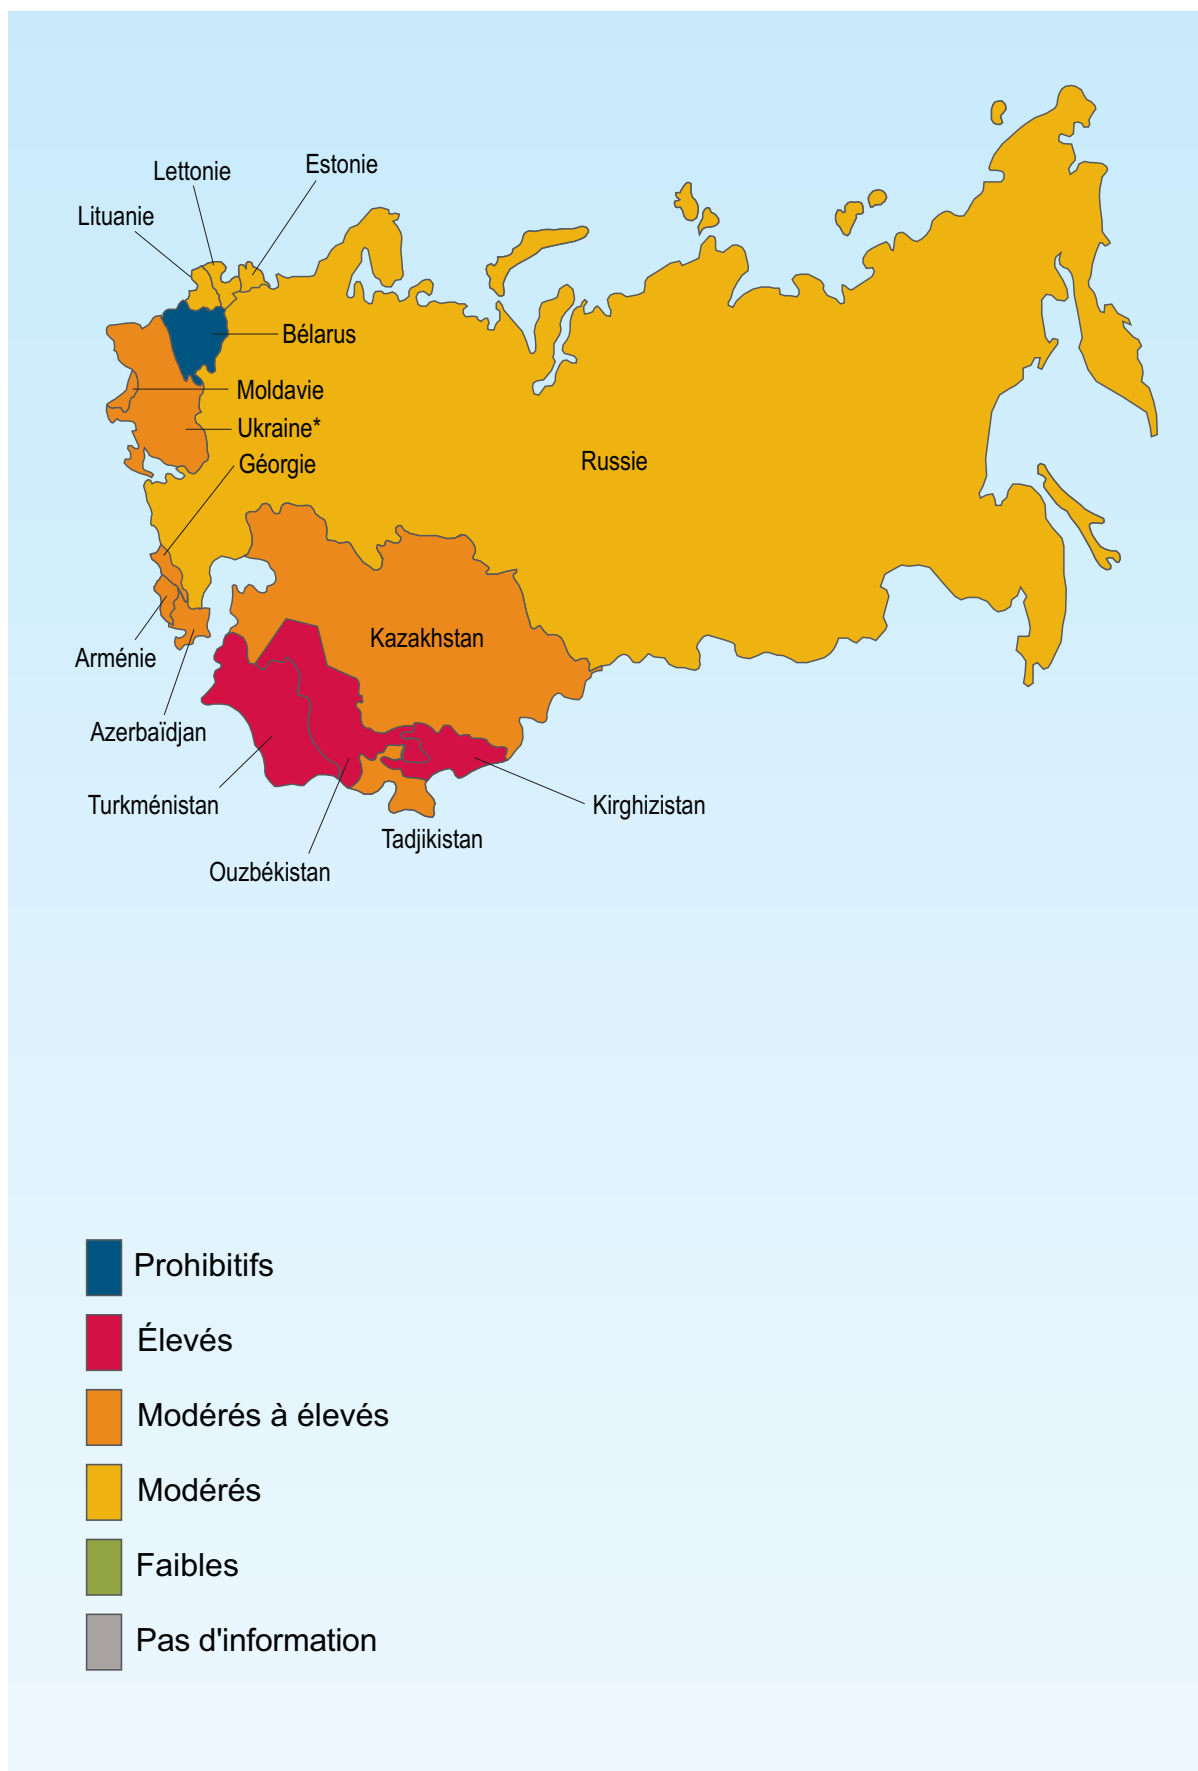 Estonie
Lettonie
Lituanie
Bélarus
Moldavie
Ukraine*
Géorgie
Russie
Kazakhstan
Arménie
Azerbaïdjan
Turkménistan
Kirghizistan
Tadjikistan
Ouzbékistan
Prohibitifs
Élevés
Modérés à élevés
Modérés
Faibles
Pas d'information